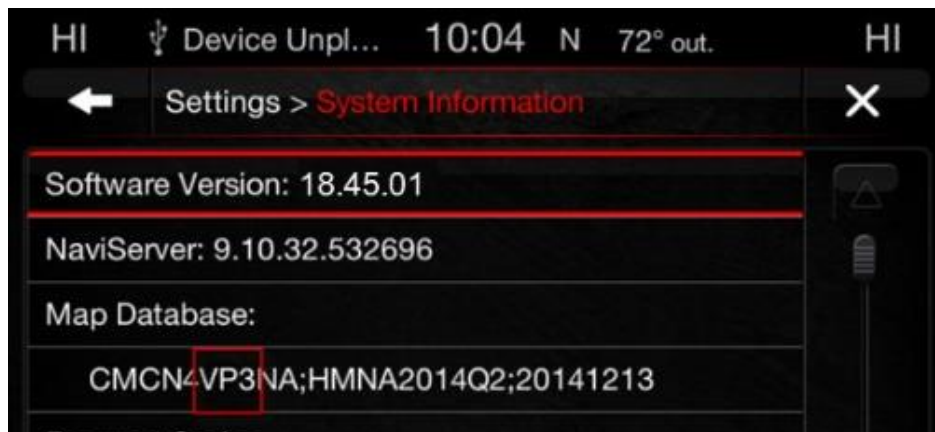 HI Device Unpl... 10:04 N 72° out. HI
Settings > System Information
Software Version: 18.45.01
NaviServer: 9.10.32.532696
Map Database:
CMCN4VP3NA;HMNA2014Q2;20141213